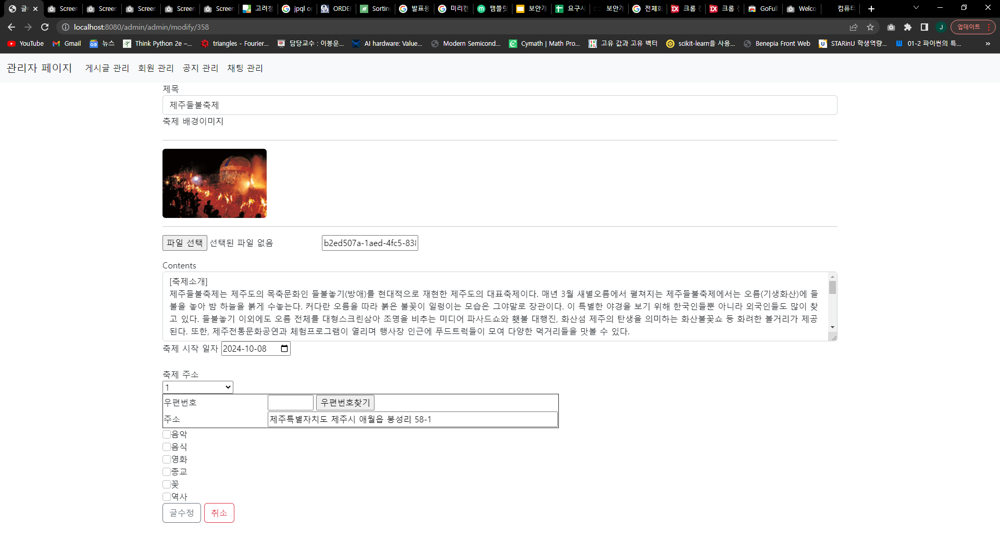 글
Screen
Screen
Screen
Screen
Screen
고려청
jpql or
ORDE
Sorting
발표용
미리캔
템플릿
보안개
요구사
보안
전체화
크롬
크롬
GoFull
Welco
컴퓨터
localhost:8080/admin/admin/modify/358
J
업데이트
YouTube
Gmail
뉴스
Think Python 2e –...
triangles - Fourier...
담당교수 : 이봉운...
AI hardware: Value...
Modern Semicond...
Cymath | Math Pro...
고유 값과 고유 벡터
scikit-learn을 사용...
Benepia Front Web
STARinU 학생역량...
01-2 파이썬의 특...
»
관리자 페이지 게시글 관리 회원 관리 공지 관리 채팅 관리
제목
제주들불축제
축제 배경이미지
파일 선택 선택된 파일 없음 b2ed507a-1aed-4fc5-838
Contents
[축제소개]
제주들불축제는 제주도의 목축문화인 들불놓기(방애)를 현대적으로 재현한 제주도의 대표축제이다. 매년 3월 새별오름에서 펼쳐지는 제주들불축제에서는 오름(기생화산)에 들
불을 놓아 밤 하늘을 붉게 수놓는다. 커다란 오름을 따라 붉은 불꽃이 일렁이는 모습은 그야말로 장관이다. 이 특별한 야경을 보기 위해 한국인들뿐 아니라 외국인들도 많이 찾
고 있다. 들불놓기 이외에도 오름 전체를 대형스크린삼아 조명을 비추는 미디어 파사드쇼와 횃불 대행진, 화산섬 제주의 탄생을 의미하는 화산불꽃쇼 등 화려한 볼거리가 제공
된다. 또한, 제주전통문화공연과 체험프로그램이 열리며 행사장 인근에 푸드트럭들이 모여 다양한 먹거리들을 맛볼 수 있다.
축제 시작 일자 2024-10-08
축제 주소
1
우편번호 우편번호찾기
주소 제주특별자치도 제주시 애월읍 봉성리 58-1
음악
음식
영화
종교
꽃
역사
글수정 취소